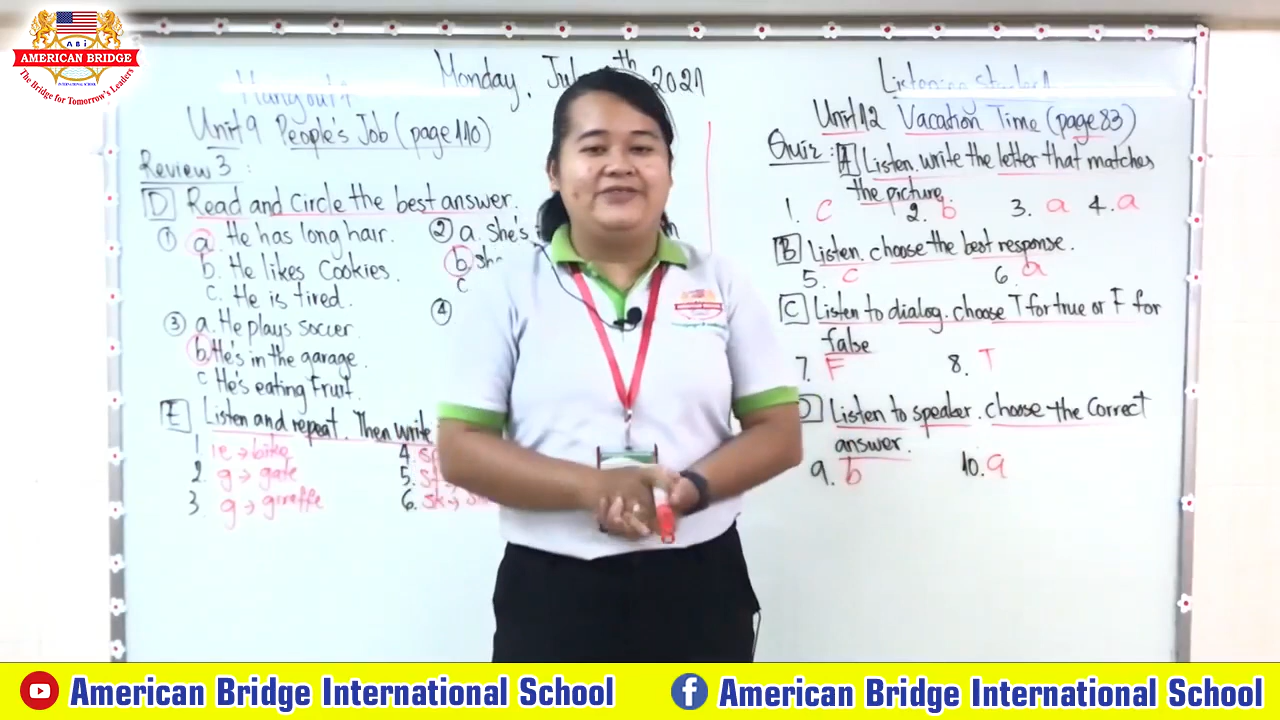 ABi
AMERICAN BRIDGE
INTERNATIONAL SCHOOL
The Bridge for Tomorrow's Leaders
Monday, 2021
Unit 9 People's Job (page 110)
Review 3 :
D Read and circle the best answer.
① a. He has long hair.
b. He likes cookies.
c. He is tired.
② a. She's
b. She
c
③ a. He plays soccer.
b. He's in the garage.
c He's eating Fruit.
④
E Listen and repeat. Then write
1. ie → bike
2. g → gate
3. g → giraffe
4.
5.
6. sk →
Unit 12 Vacation Time (page 83)
Quiz : A Listen. write the letter that matches
the picture.
1. c 2. b 3. a 4. a
B Listen. choose the best response.
5. c 6. a
C Listen to dialog. choose T for true or F for
false
7. F 8. T
D Listen to speaker. choose the correct
answer.
9. b 10. a
American Bridge International School
American Bridge International School